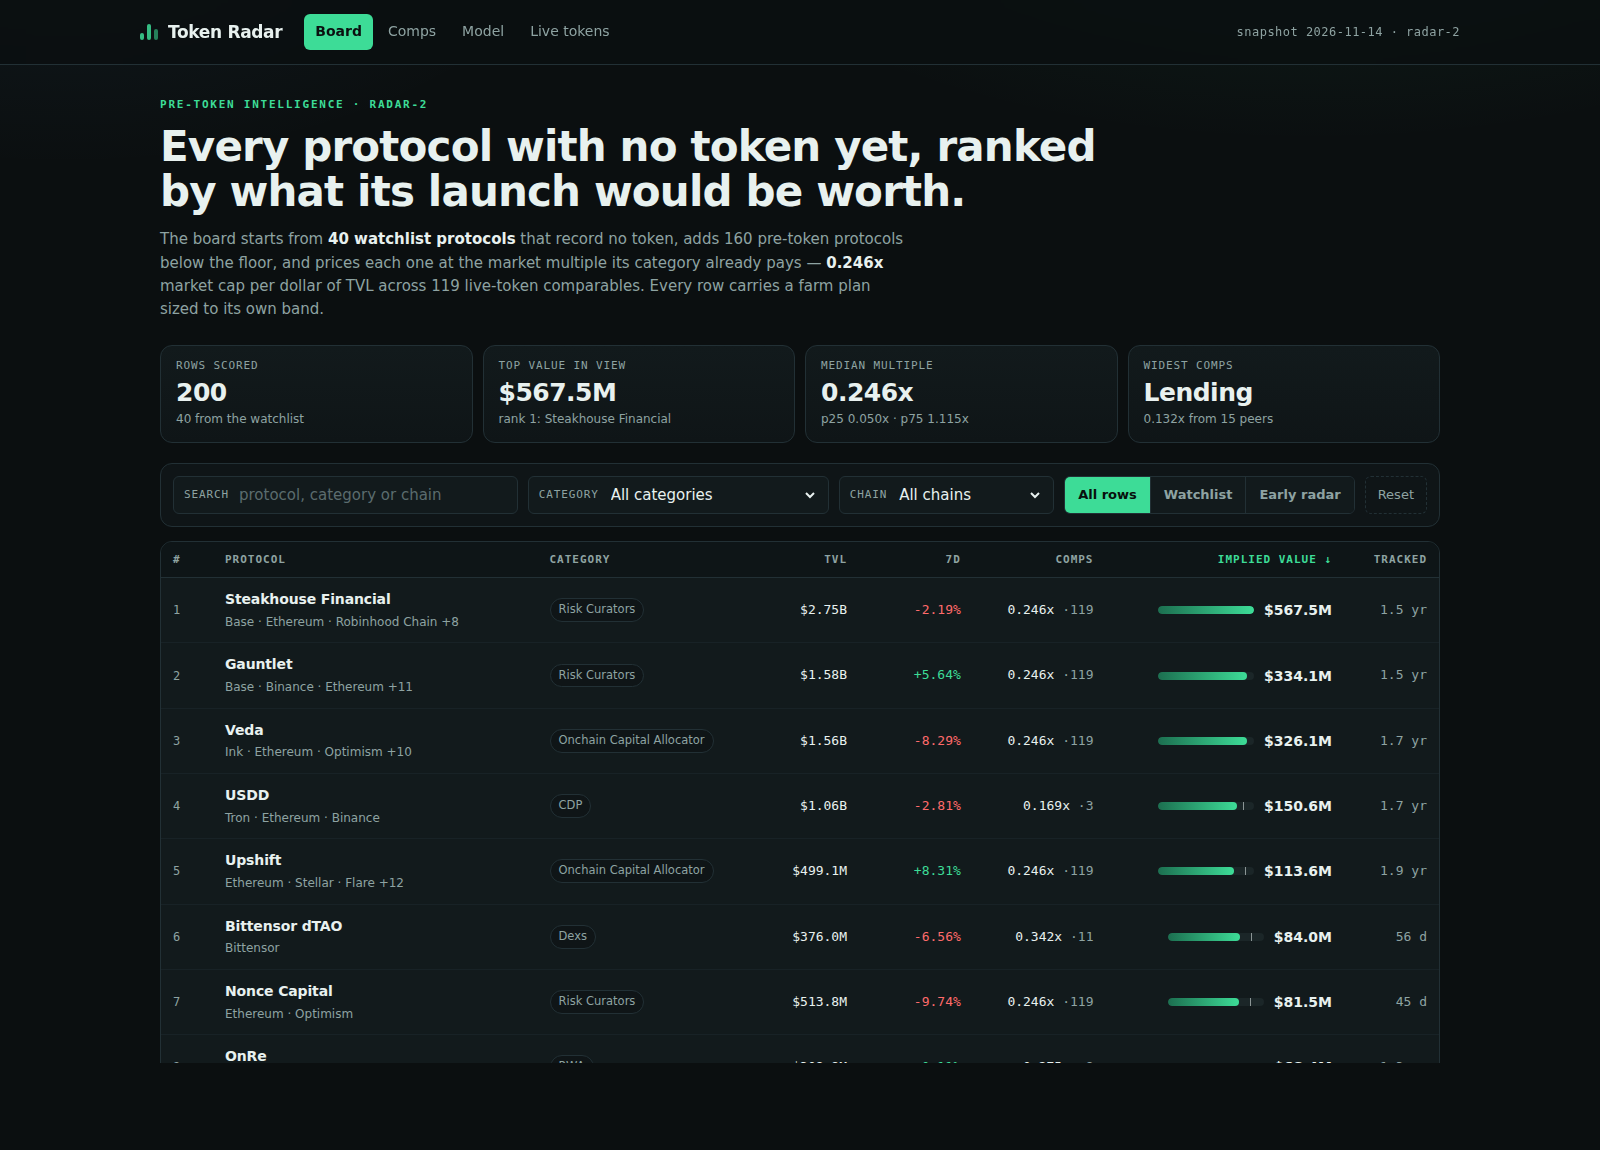 Token Radar
Board
Comps
Model
Live tokens
snapshot 2026-11-14 · radar-2
PRE-TOKEN INTELLIGENCE · RADAR-2
Every protocol with no token yet, ranked
by what its launch would be worth.
The board starts from 40 watchlist protocols that record no token, adds 160 pre-token protocols
below the floor, and prices each one at the market multiple its category already pays — 0.246x
market cap per dollar of TVL across 119 live-token comparables. Every row carries a farm plan
sized to its own band.
ROWS SCORED
200
40 from the watchlist
TOP VALUE IN VIEW
$567.5M
rank 1: Steakhouse Financial
MEDIAN MULTIPLE
0.246x
p25 0.050x · p75 1.115x
WIDEST COMPS
Lending
0.132x from 15 peers
SEARCH protocol, category or chain
CATEGORY All categories
CHAIN All chains
All rows
Watchlist
Early radar
Reset
# PROTOCOL CATEGORY TVL 7D COMPS IMPLIED VALUE ↓ TRACKED
1 Steakhouse Financial Risk Curators $2.75B -2.19% 0.246x ·119 $567.5M 1.5 yr
Base · Ethereum · Robinhood Chain +8
2 Gauntlet Risk Curators $1.58B +5.64% 0.246x ·119 $334.1M 1.5 yr
Base · Binance · Ethereum +11
3 Veda Onchain Capital Allocator $1.56B -8.29% 0.246x ·119 $326.1M 1.7 yr
Ink · Ethereum · Optimism +10
4 USDD CDP $1.06B -2.81% 0.169x ·3 $150.6M 1.7 yr
Tron · Ethereum · Binance
5 Upshift Onchain Capital Allocator $499.1M +8.31% 0.246x ·119 $113.6M 1.9 yr
Ethereum · Stellar · Flare +12
6 Bittensor dTAO Dexs $376.0M -6.56% 0.342x ·11 $84.0M 56 d
Bittensor
7 Nonce Capital Risk Curators $513.8M -9.74% 0.246x ·119 $81.5M 45 d
Ethereum · Optimism
OnRe